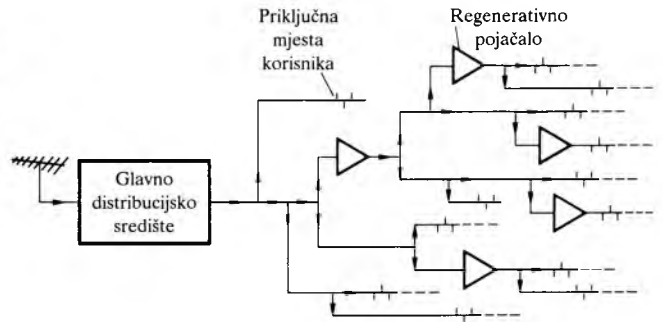 Priključna
mjesta
korisnika
Regenerativno
pojačalo
Glavno
distribucijsko
središte